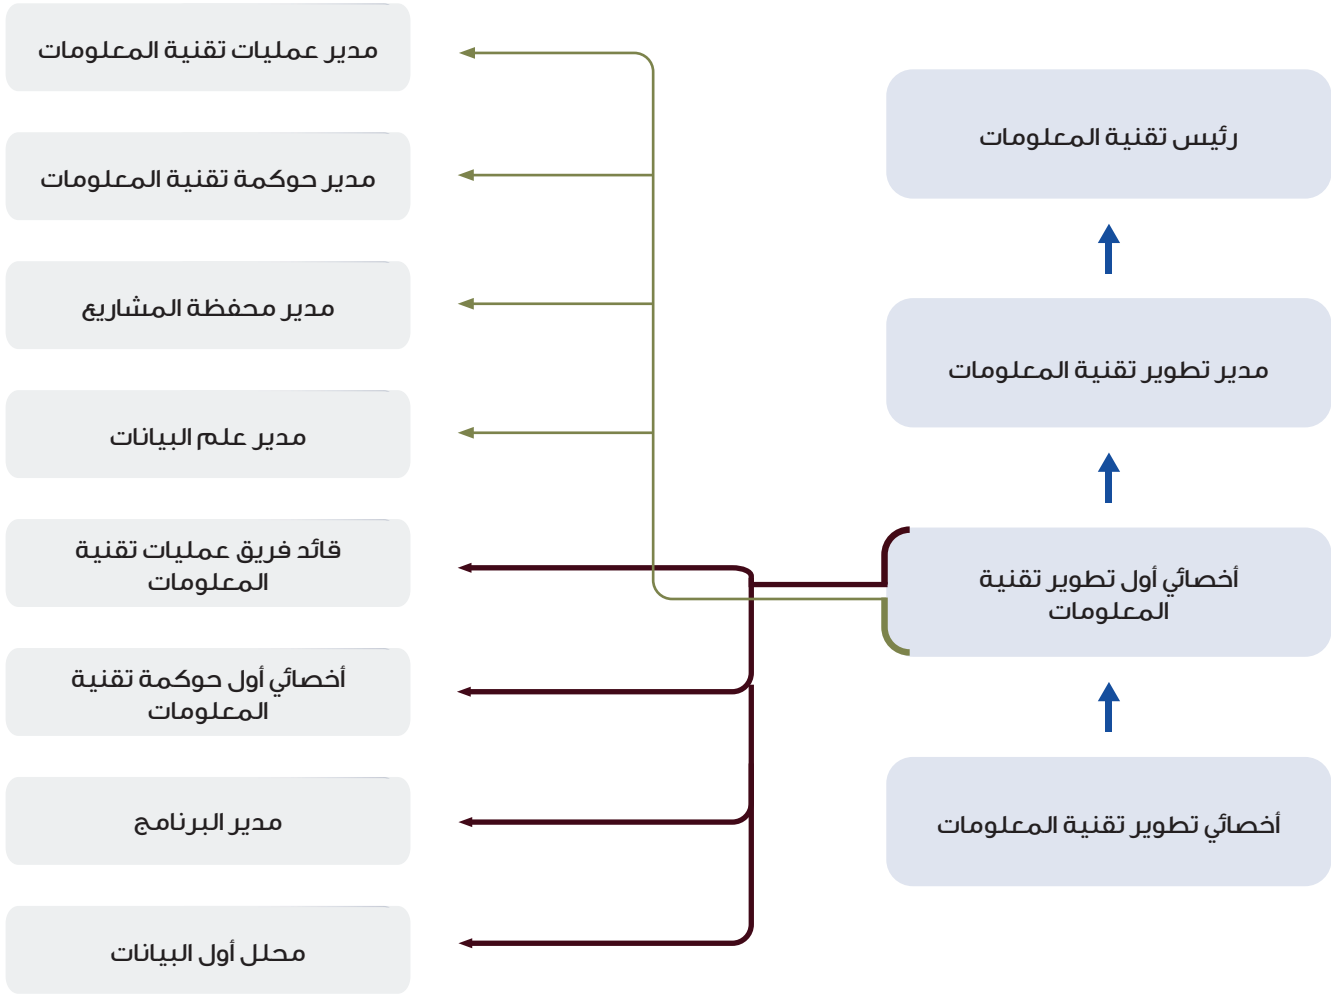 رئيس تقنية المعلومات
مدير تطوير تقنية المعلومات
أخصائي أول تطوير تقنية
المعلومات
أخصائي تطوير تقنية المعلومات
مدير عمليات تقنية المعلومات
مدير حوكمة تقنية المعلومات
مدير محفظة المشاريع
مدير علم البيانات
قائد فريق عمليات تقنية
المعلومات
أخصائي أول حوكمة تقنية
المعلومات
مدير البرنامج
محلل أول البيانات